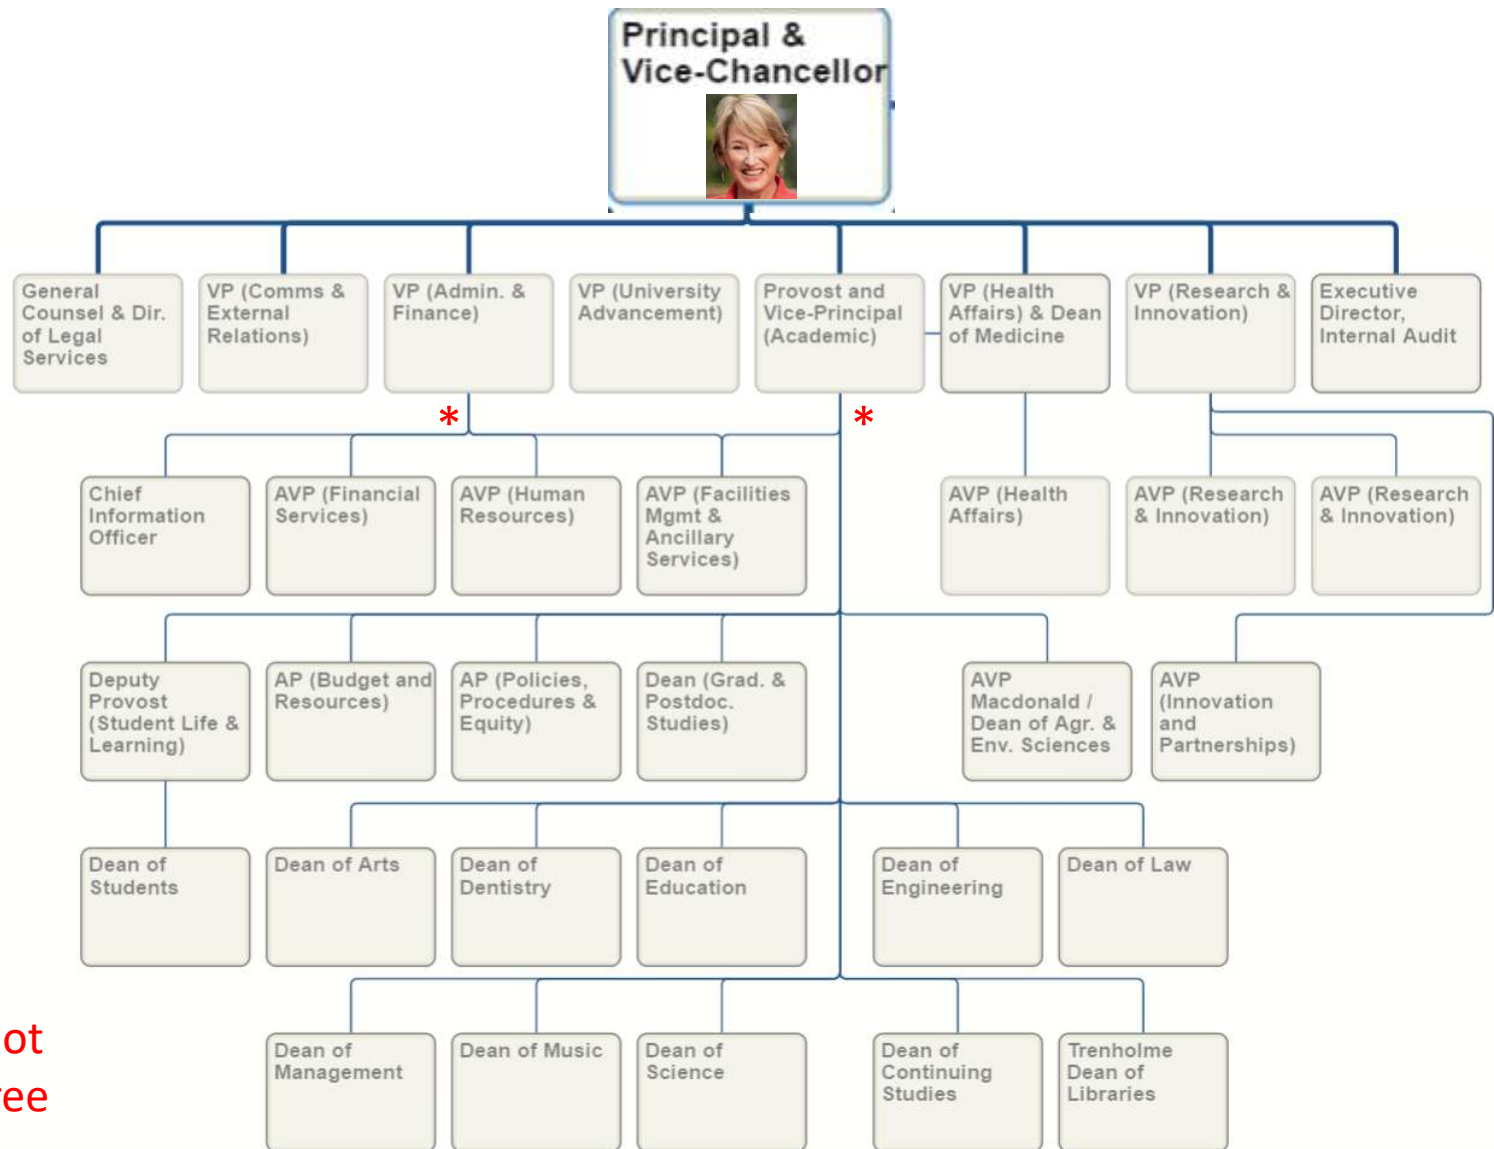 Principal &
Vice-Chancellor
General
Counsel & Dir.
of Legal
Services
VP (Comms &
External
Relations)
VP (Admin. &
Finance)
VP (University
Advancement)
Provost and
Vice-Principal
(Academic)
VP (Health
Affairs) & Dean
of Medicine
VP (Research &
Innovation)
Executive
Director,
Internal Audit
*
*
Chief
Information
Officer
AVP (Financial
Services)
AVP (Human
Resources)
AVP (Facilities
Mgmt &
Ancillary
Services)
AVP (Health
Affairs)
AVP (Research
& Innovation)
AVP (Research
& Innovation)
Deputy
Provost
(Student Life &
Learning)
AP (Budget and
Resources)
AP (Policies,
Procedures &
Equity)
Dean (Grad. &
Postdoc.
Studies)
AVP
Macdonald /
Dean of Agr. &
Env. Sciences
AVP
(Innovation
and
Partnerships)
Dean of
Students
Dean of Arts
Dean of
Dentistry
Dean of
Education
Dean of
Engineering
Dean of Law
Dean of
Management
Dean of Music
Dean of
Science
Dean of
Continuing
Studies
Trenholme
Dean of
Libraries
ot
ree